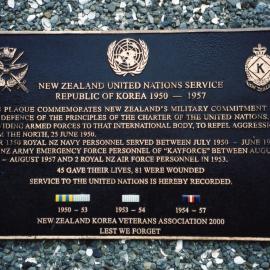 NEW ZEALAND UNITED NATIONS SERVICE
REPUBLIC OF KOREA 1950 — 1957
PLAQUE COMMEMORATES NEW ZEALAND'S MILITARY COMMITMENT
DEFENCE OF THE PRINCIPLES OF THE CHARTER OF THE UNITED NATIONS.
ARMED FORCES TO THAT INTERNATIONAL BODY, TO REPEL AGGRESSION
THE NORTH, 25 JUNE 1950.
1350 ROYAL NZ NAVY PERSONNEL SERVED BETWEEN JULY 1950 —
NZ ARMY EMERGENCY FORCE PERSONNEL OF "KAYFORCE" BETWEEN
- AUGUST 1957 AND 2 ROYAL NZ AIR FORCE PERSONNEL IN 1953.
45 GAVE THEIR LIVES, 81 WERE WOUNDED
SERVICE TO THE UNITED NATIONS IS HEREBY RECORDED.
1950 – 53 1953 – 54 1954 – 57
NEW ZEALAND KOREA VETERANS ASSOCIATION 2000
LEST WE FORGET